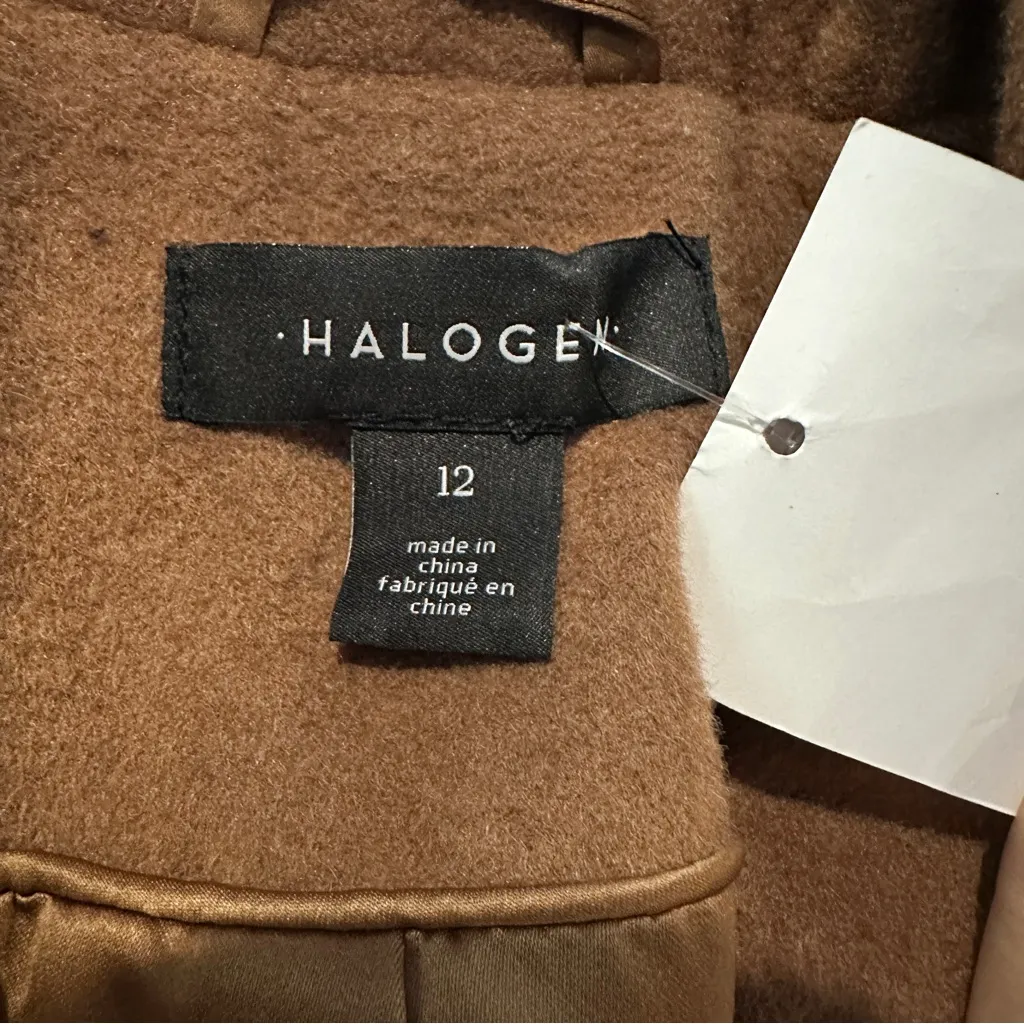 ·HALOGEN·
12
made in
china
fabriqué en
chine